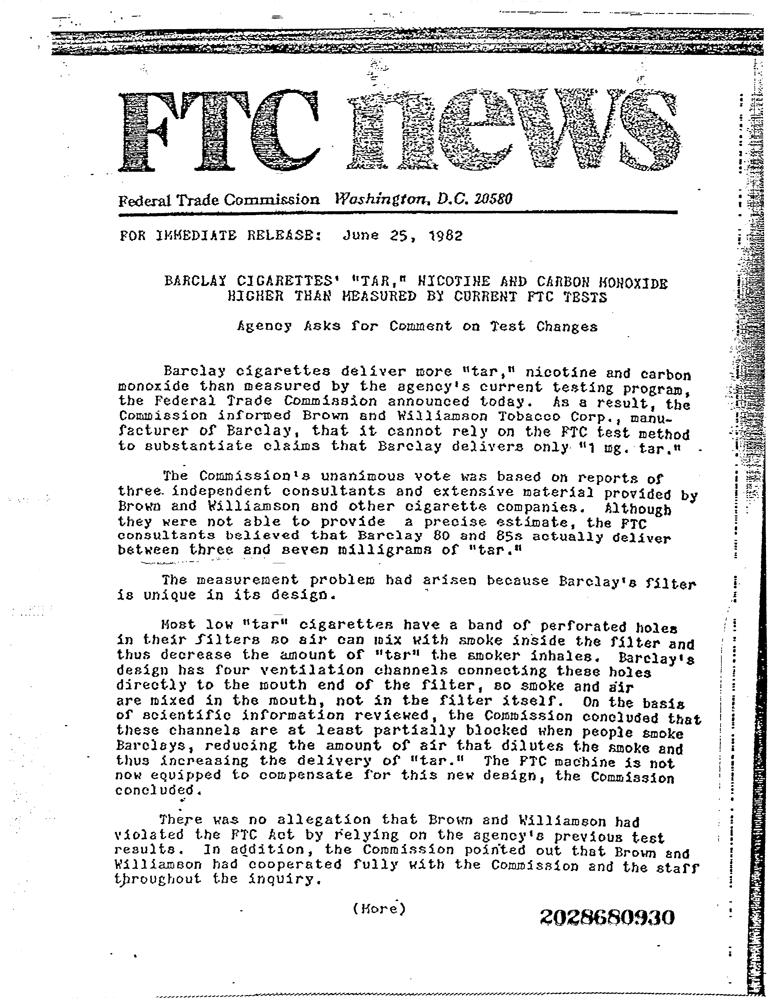 FTC news
Federal Trade Commission Washington, D.C. 20580
FOR IMMEDIATE RELEASE: June 25, 1982
BARCLAY CIGARETTES' "TAR," NICOTINE AND CARBON MONOXIDE
HIGHER THAN MEASURED BY CURRENT FTC TESTS
Agency Asks for Comment on Test Changes
Barclay cigarettes deliver more "tar," nicotine and carbon
monoxide than measured by the agency's current testing program,
the Federal Trade Commission announced today. As a result, the
Commission informed Brown and Williamson Tobacco Corp., manu-
facturer of Barclay, that it cannot rely on the FTC test method
to substantiate claims that Barclay delivers only "1 mg. tar."
The Commission's unanimous vote was based on reports of
three independent consultants and extensive material provided by
Brown and Williamson and other cigarette companies. Although
they were not able to provide a precise estimate, the FTC
consultants believed that Barclay 80 and 85s actually deliver
between three and seven milligrams of "tar."
The measurement problem had arisen because Barclay's filter
is unique in its design.
Most low "tar" cigarettes have a band of perforated holes
in their filters so air can mix with smoke inside the filter and
thus decrease the amount of "tar" the smoker inhales. Barclay's
design has four ventilation channels connecting these holes
directly to the mouth end of the filter, so smoke and air
are mixed in the mouth, not in the filter itself. On the basis
of scientific information reviewed, the Commission concluded that
these channels are at least partially blocked when people smoke
Barclays, reducing the amount of air that dilutes the smoke and
thus increasing the delivery of "tar." The FTC machine is not
now equipped to compensate for this new design, the Commission
concluded.
There was no allegation that Brown and Williamson had
violated the FTC Act by relying on the agency's previous test
results. In addition, the Commission pointed out that Brown and
Williamson had cooperated fully with the Commission and the staff
throughout the inquiry.
(More)
2028680930